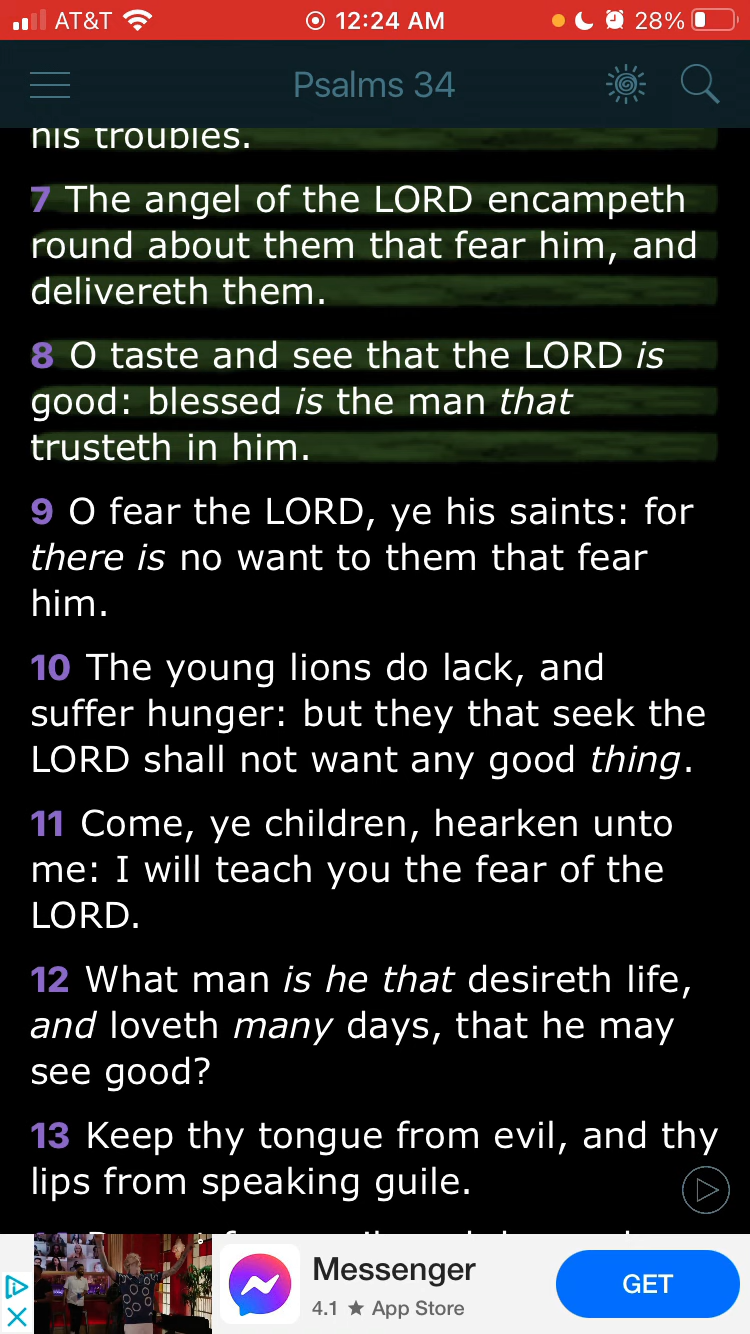 AT&T
12:24 AM
28%
Psalms 34
his troubles.
7 The angel of the LORD encampeth
round about them that fear him, and
delivereth them.
8 O taste and see that the LORD is
good: blessed is the man that
trusteth in him.
9 O fear the LORD, ye his saints: for
there is no want to them that fear
him.
10 The young lions do lack, and
suffer hunger: but they that seek the
LORD shall not want any good thing.
11 Come, ye children, hearken unto
me: I will teach you the fear of the
LORD.
12 What man is he that desireth life,
and loveth many days, that he may
see good?
13 Keep thy tongue from evil, and thy
lips from speaking guile.
Messenger
4.1 ★ App Store
GET